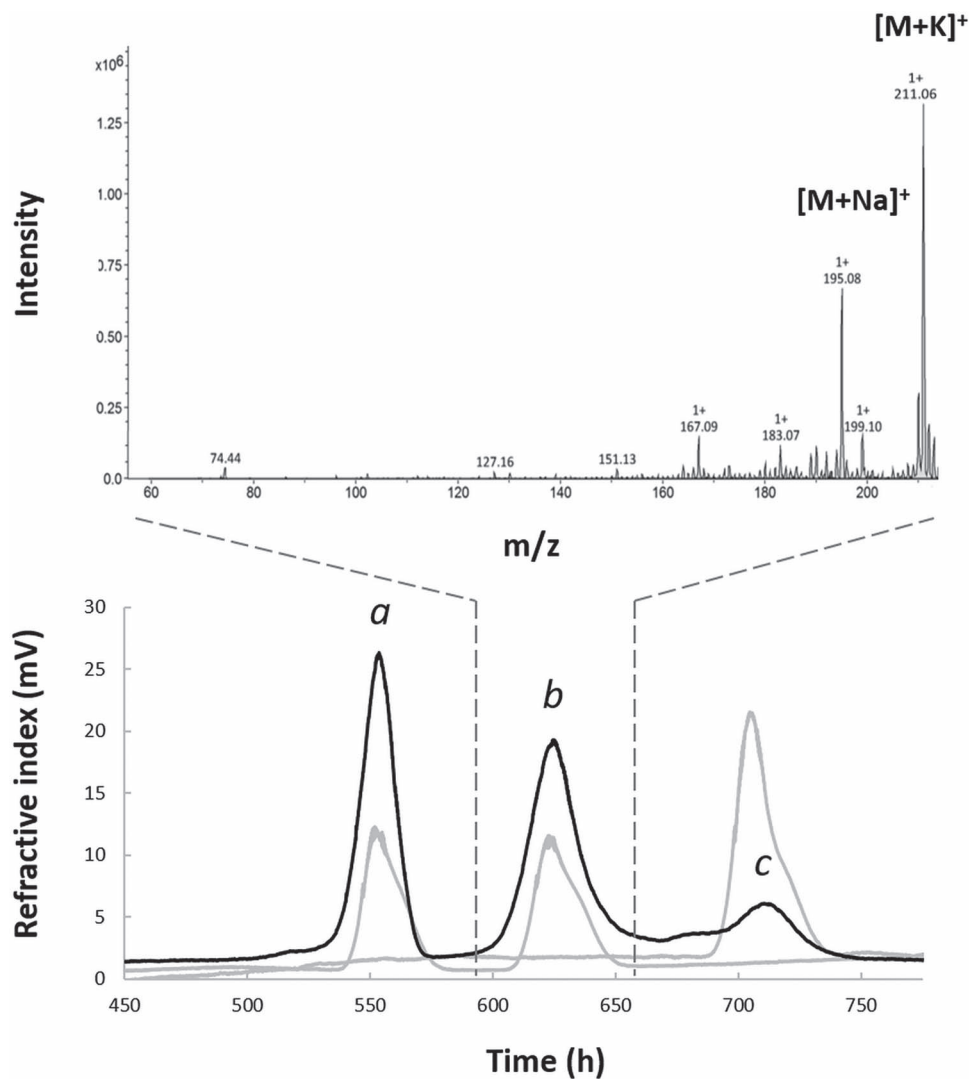 [M+K]+
x10⁶
1+
211.06
1.25
1.00
[M+Na]+
0.75
1+
195.08
0.50
0.25
1+
167.09
1+
183.07
1+
199.10
74.44
127.16
151.13
0.0
60 80 100 120 140 160 180 200
Intensity
m/z
30
25
20
15
10
5
0
a
b
c
450 500 550 600 650 700 750
Refractive index (mV)
Time (h)